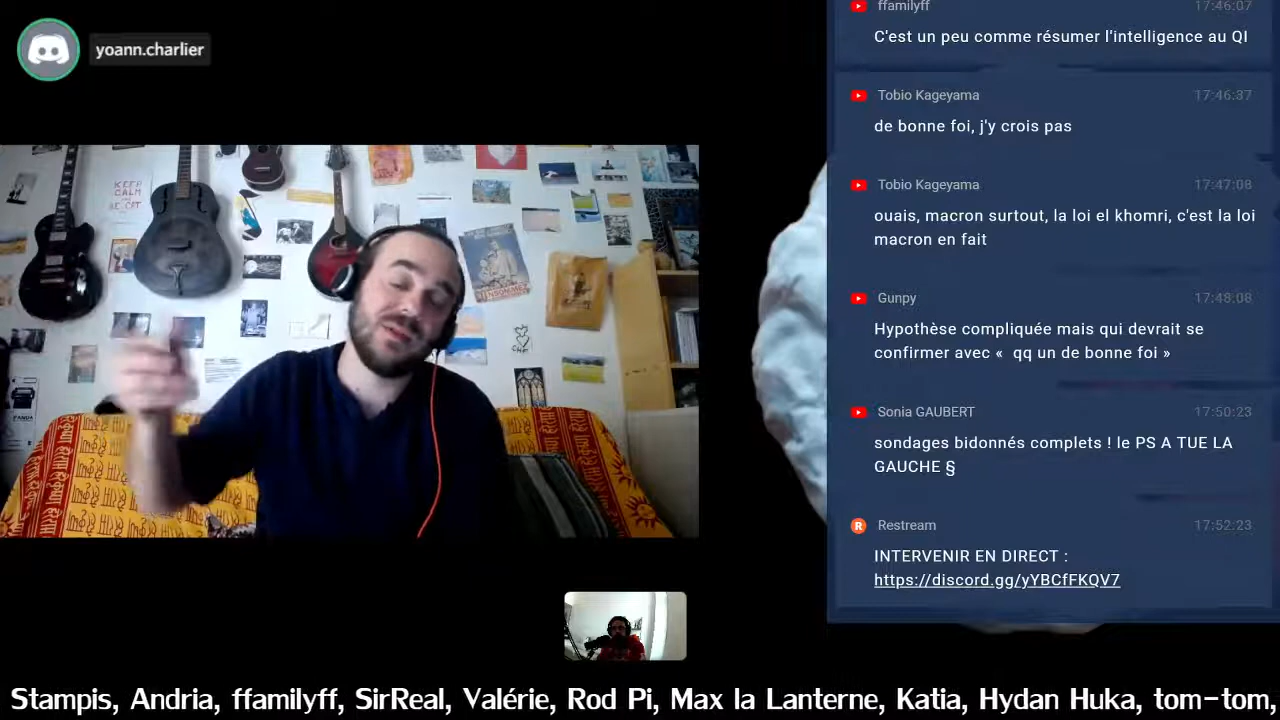 yoann.charlier
ffamilyff 17:46:07
C'est un peu comme résumer l'intelligence au QI
Tobio Kageyama 17:46:37
de bonne foi, j'y crois pas
Tobio Kageyama 17:47:08
ouais, macron surtout, la loi el khomri, c'est la loi
macron en fait
Gunpy 17:48:08
Hypothèse compliquée mais qui devrait se
confirmer avec «  qq un de bonne foi »
Sonia GAUBERT 17:50:23
sondages bidonnés complets ! le PS A TUE LA
GAUCHE §
R Restream 17:52:23
INTERVENIR EN DIRECT :
https://discord.gg/yYBCfFKQV7
KEEP
CALM
Stampis, Andria, ffamilyff, SirReal, Valérie, Rod Pi, Max la Lanterne, Katia, Hydan Huka, tom-tom,